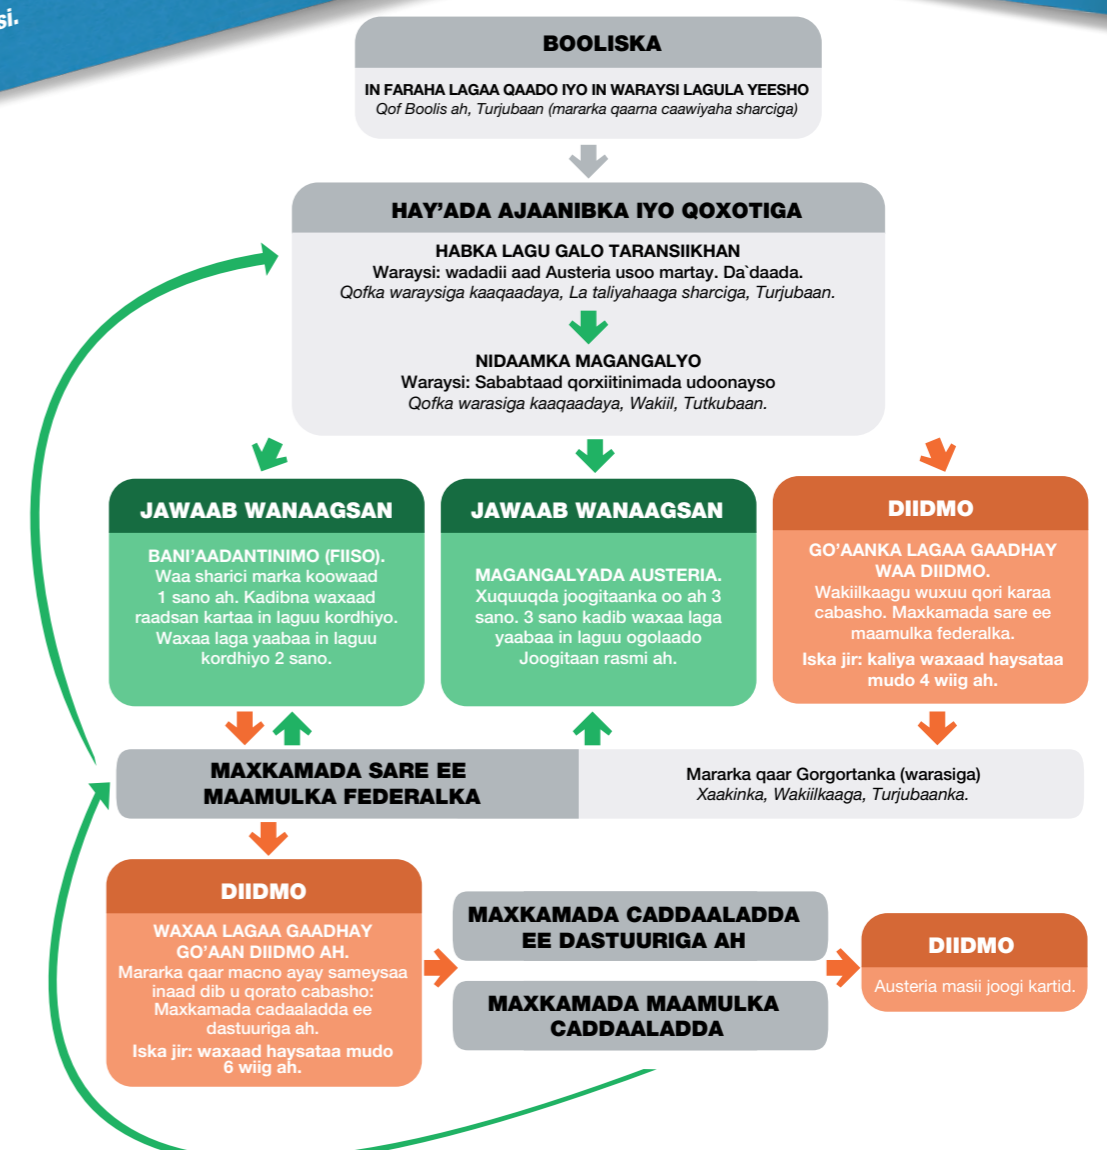 si.
BOOLISKA
IN FARAHA LAGAA QAADO IYO IN WARAYSI LAGULA YEESHO
Qof Boolis ah, Turjubaan (mararka qaarna caawiyaha sharciga)
HAY'ADA AJAANIBKA IYO QOXOTIGA
HABKA LAGU GALO TARANSIIKHAN
Waraysi: wadadii aad Austeria usoo martay. Da`daada.
Qofka waraysiga kaaqaadaya, La taliyahaaga sharciga, Turjubaan.
NIDAAMKA MAGANGALYO
Waraysi: Sababtaad qorxiitinimada udoonayso
Qofka warasiga kaaqaadaya, Wakiil, Tutkubaan.
JAWAAB WANAAGSAN
BANI'AADANTINIMO (FIISO).
Waa sharici marka koowaad
1 sano ah. Kadibna waxaad
raadsan kartaa in laguu kordhiyo.
Waxaa laga yaabaa in laguu
kordhiyo 2 sano.
JAWAAB WANAAGSAN
MAGANGALYADA AUSTERIA.
Xuquuqda joogitaanka oo ah 3
sano. 3 sano kadib waxaa laga
yaabaa in laguu ogolaado
Joogitaan rasmi ah.
DIIDMO
GO'AANKA LAGAA GAADHAY
WAA DIIDMO.
Wakiilkaagu wuxuu qori karaa
cabasho. Maxkamada sare ee
maamulka federalka.
Iska jir: kaliya waxaad haysataa
mudo 4 wiig ah.
MAXKAMADA SARE EE
MAAMULKA FEDERALKA
Mararka qaar Gorgortanka (warasiga)
Xaakinka, Wakiilkaaga, Turjubaanka.
DIIDMO
WAXAA LAGAA GAADHAY
GO'AAN DIIDMO AH.
Mararka qaar macno ayay sameysaa
inaad dib u qorato cabasho:
Maxkamada cadaaladda ee
dastuuriga ah.
Iska jir: waxaad haysataa mudo
6 wiig ah.
MAXKAMADA CADDAALADDA
EE DASTUURIGA AH
MAXKAMADA MAAMULKA
CADDAALADDA
DIIDMO
Austeria masii joogi kartid.